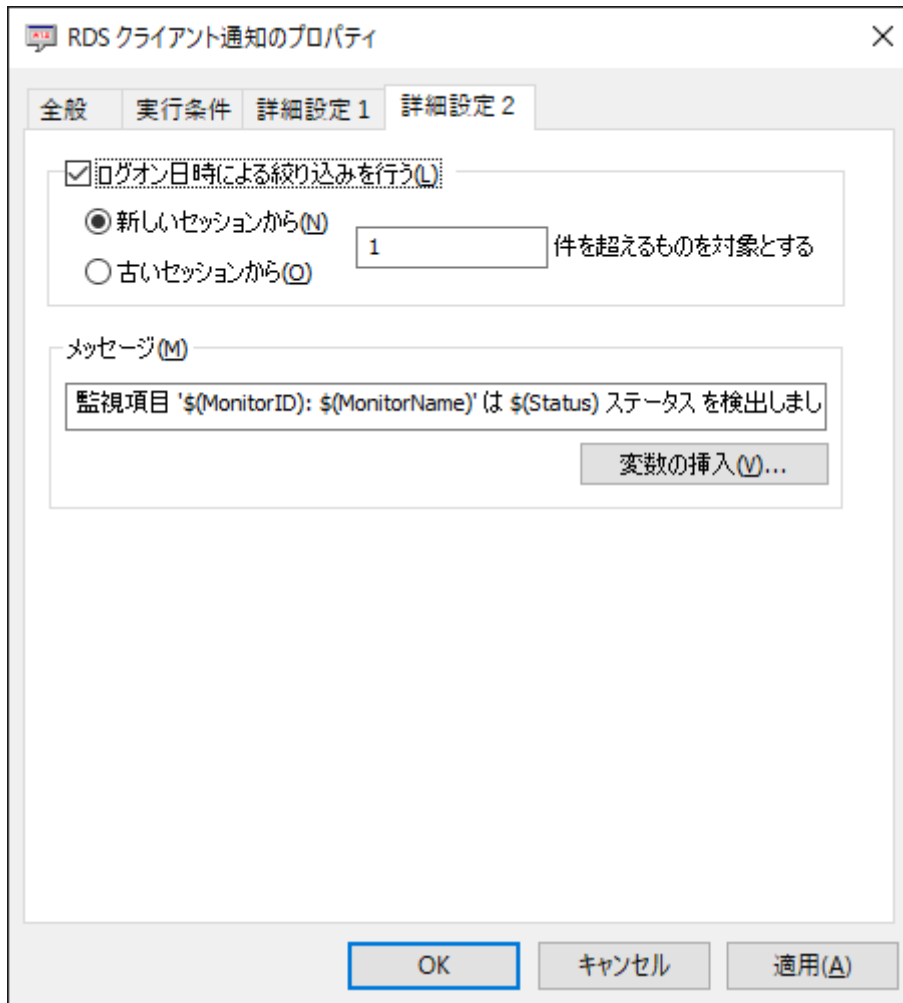 RDS クライアント通知のプロパティ
全般 実行条件 詳細設定 1 詳細設定 2
ログオン日時による絞り込みを行う(L)
新しいセッションから(N)
1 件を超えるものを対象とする
古いセッションから(O)
メッセージ(M)
監視項目 '$(MonitorID): $(MonitorName)' は $(Status) ステータス を検出しまし
変数の挿入(V)...
OK キャンセル 適用(A)